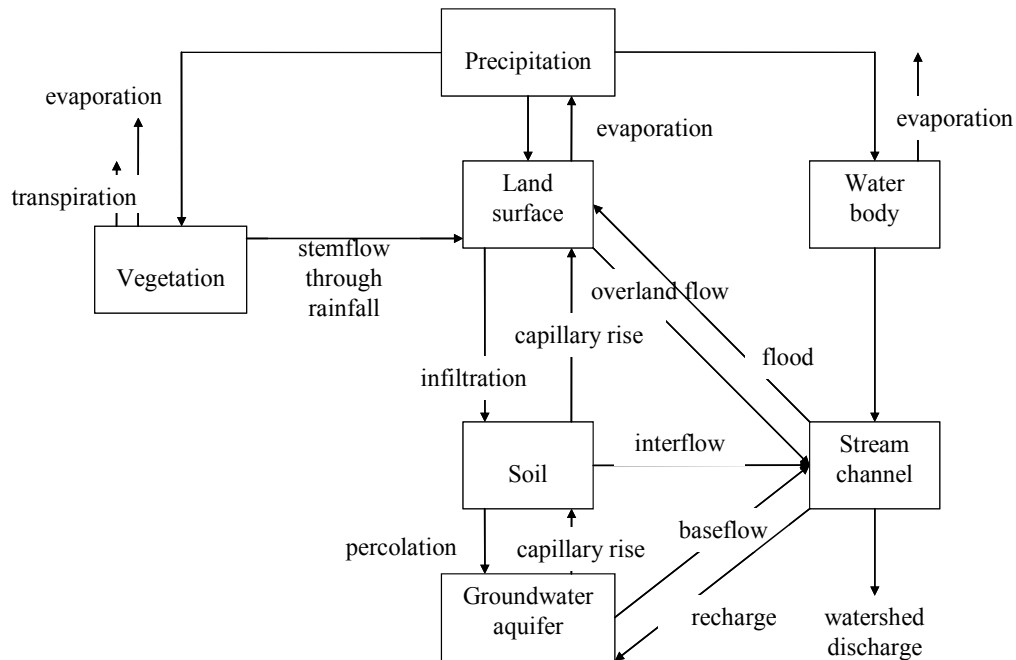 Precipitation
evaporation
evaporation
evaporation
transpiration
Land
surface
Water
body
Vegetation
stemflow
through
rainfall
overland flow
capillary rise
flood
infiltration
Soil
interflow
Stream
channel
percolation
capillary rise
baseflow
Groundwater
aquifer
recharge
watershed
discharge